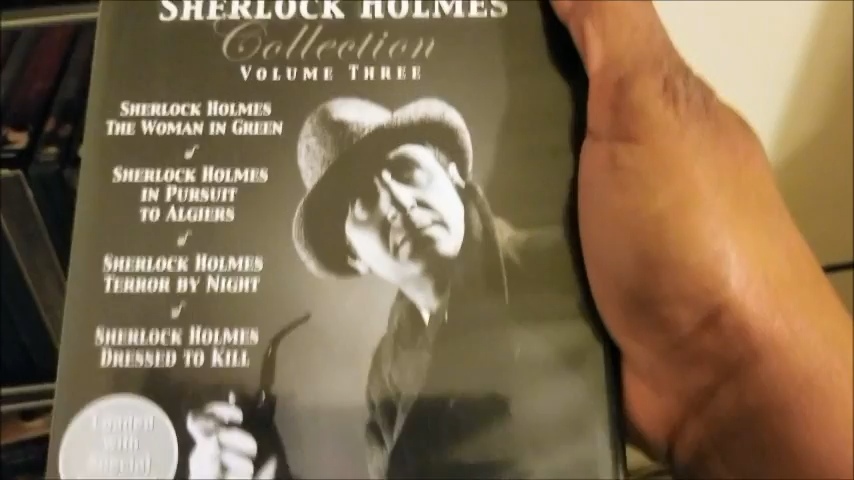 SHERLOCK HOLMES
Collection
VOLUME THREE
SHERLOCK HOLMES
THE WOMAN IN GREEN
SHERLOCK HOLMES
IN PURSUIT
TO ALGIERS
SHERLOCK HOLMES
TERROR BY NIGHT
SHERLOCK HOLMES
DRESSED TO KILL
Loaded
with
Special